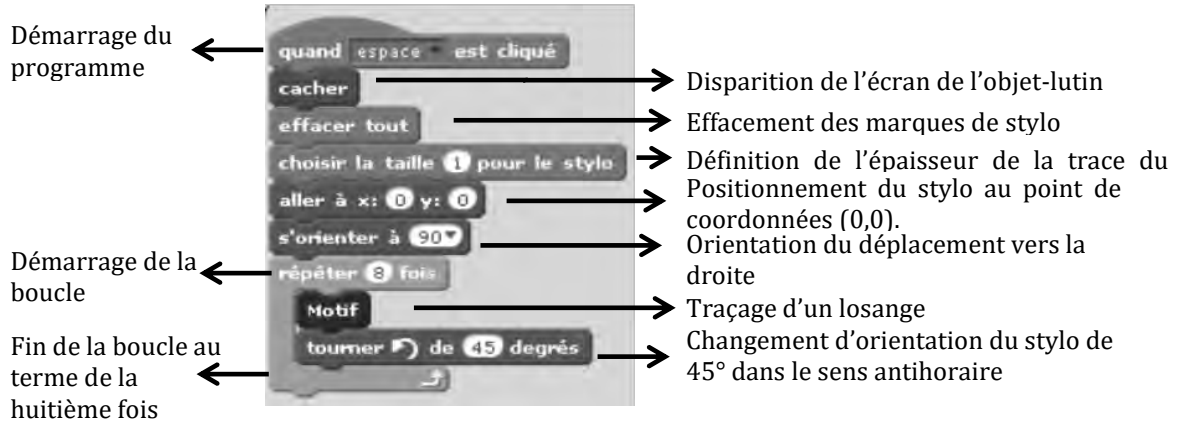 Démarrage du
programme
quand espace est cliqué
cacher
Disparition de l'écran de l'objet-lutin
effacer tout
Effacement des marques de stylo
choisir la taille 1 pour le stylo
Définition de l'épaisseur de la trace du
aller à x: 0 y: 0
Positionnement du stylo au point de
coordonnées (0,0).
s'orienter à 90
Orientation du déplacement vers la
droite
Démarrage de la
boucle
répéter 8 fois
Motif
Traçage d'un losange
tourner de 45 degrés
Changement d'orientation du stylo de
45° dans le sens antihoraire
Fin de la boucle au
terme de la
huitième fois